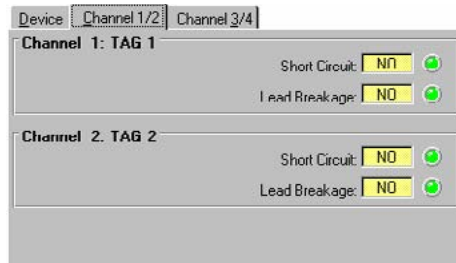 Device Channel 1/2 Channel 3/4
Channel 1: TAG 1
Short Circuit: NO
Lead Breakage: NO
Channel 2. TAG 2
Short Circuit: NO
Lead Breakage: NO